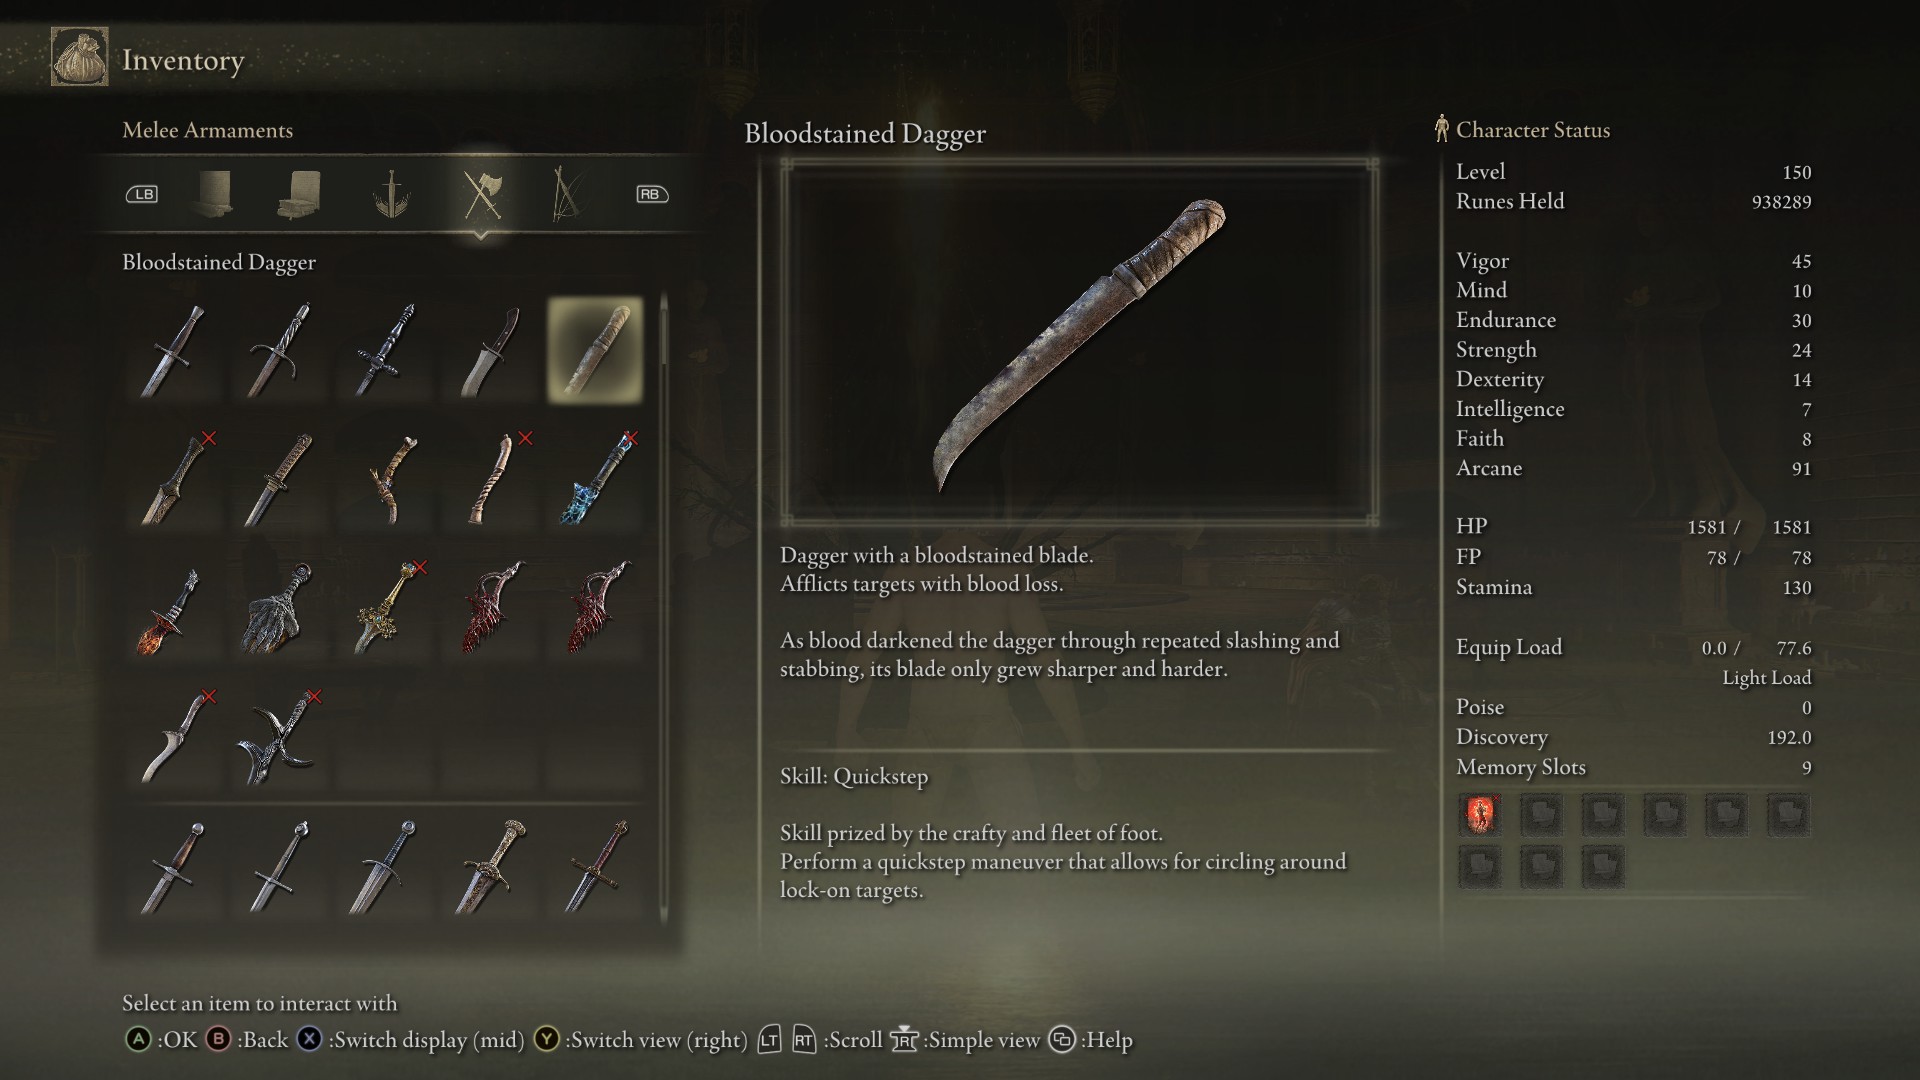 Inventory
Melee Armaments
LB
RB
Bloodstained Dagger
Bloodstained Dagger
Dagger with a bloodstained blade.
Afflicts targets with blood loss.
As blood darkened the dagger through repeated slashing and
stabbing, its blade only grew sharper and harder.
Skill: Quickstep
Skill prized by the crafty and fleet of foot.
Perform a quickstep maneuver that allows for circling around
lock-on targets.
Character Status
Level 150
Runes Held 938289
Vigor 45
Mind 10
Endurance 30
Strength 24
Dexterity 14
Intelligence 7
Faith 8
Arcane 91
HP 1581 / 1581
FP 78 / 78
Stamina 130
Equip Load 0.0 / 77.6
Light Load
Poise 0
Discovery 192.0
Memory Slots 9
Select an item to interact with
A :OK B :Back X :Switch display (mid) Y :Switch view (right) LT RT :Scroll R :Simple view :Help